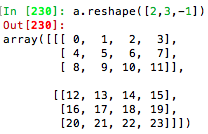 In [230]: a.reshape([2,3,-1])
Out[230]:
array([[[ 0, 1, 2, 3],
[ 4, 5, 6, 7],
[ 8, 9, 10, 11]],
[[12, 13, 14, 15],
[16, 17, 18, 19],
[20, 21, 22, 23]]])